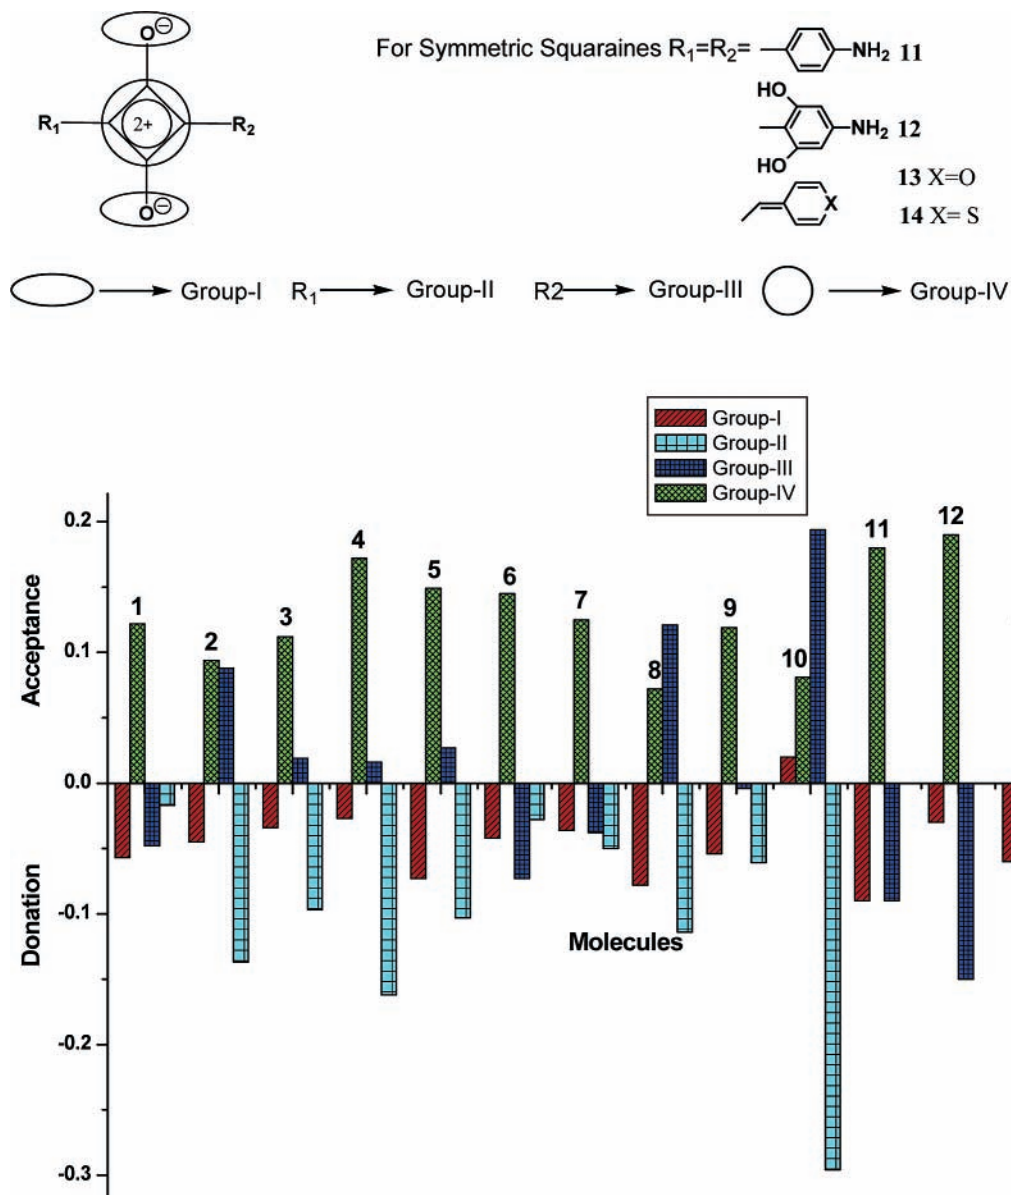 For Symmetric Squaraines R1=R2= NH2 11
HO
NH2 12
HO
13 X=O
X
14 X= S
O⊖
R1 2+ R2
O⊖
Group-I R1 Group-II R2 Group-III Group-IV
Group-I
Group-II
Group-III
Group-IV
Acceptance
Donation
0.2
0.1
0.0
-0.1
-0.2
-0.3
1
2
3
4
5
6
7
8
9
10
11
12
Molecules